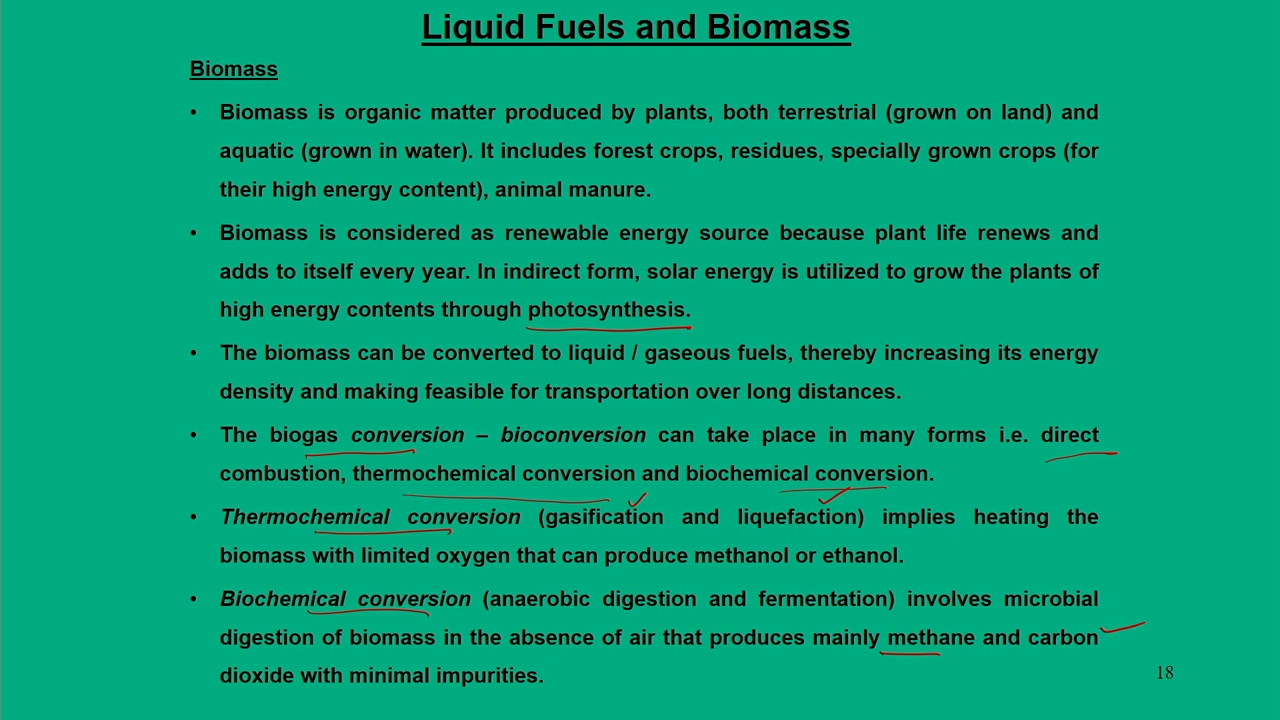 Liquid Fuels and Biomass
Biomass
• Biomass is organic matter produced by plants, both terrestrial (grown on land) and
aquatic (grown in water). It includes forest crops, residues, specially grown crops (for
their high energy content), animal manure.
• Biomass is considered as renewable energy source because plant life renews and
adds to itself every year. In indirect form, solar energy is utilized to grow the plants of
high energy contents through photosynthesis.
• The biomass can be converted to liquid / gaseous fuels, thereby increasing its energy
density and making feasible for transportation over long distances.
• The biogas conversion – bioconversion can take place in many forms i.e. direct
combustion, thermochemical conversion and biochemical conversion.
• Thermochemical conversion (gasification and liquefaction) implies heating the
biomass with limited oxygen that can produce methanol or ethanol.
• Biochemical conversion (anaerobic digestion and fermentation) involves microbial
digestion of biomass in the absence of air that produces mainly methane and carbon
dioxide with minimal impurities.
18